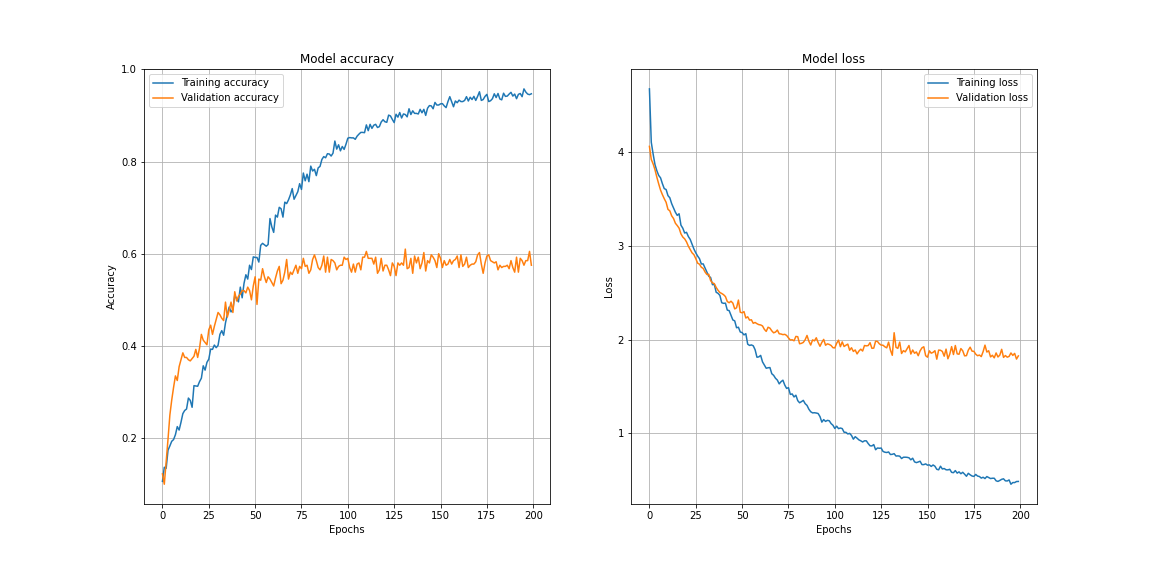 Model accuracy
Training accuracy
Validation accuracy
1.0
0.8
0.6
0.4
0.2
Accuracy
0 25 50 75 100 125 150 175 200
Epochs
Model loss
Training loss
Validation loss
4
3
2
1
Loss
0 25 50 75 100 125 150 175 200
Epochs